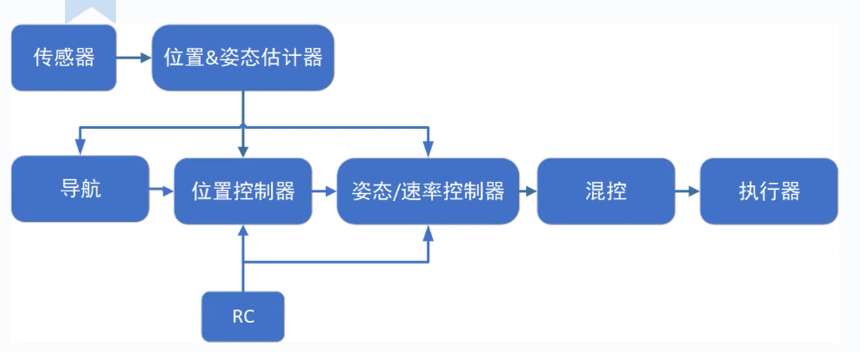 传感器
位置&姿态估计器
导航
位置控制器
姿态/速率控制器
混控
执行器
RC